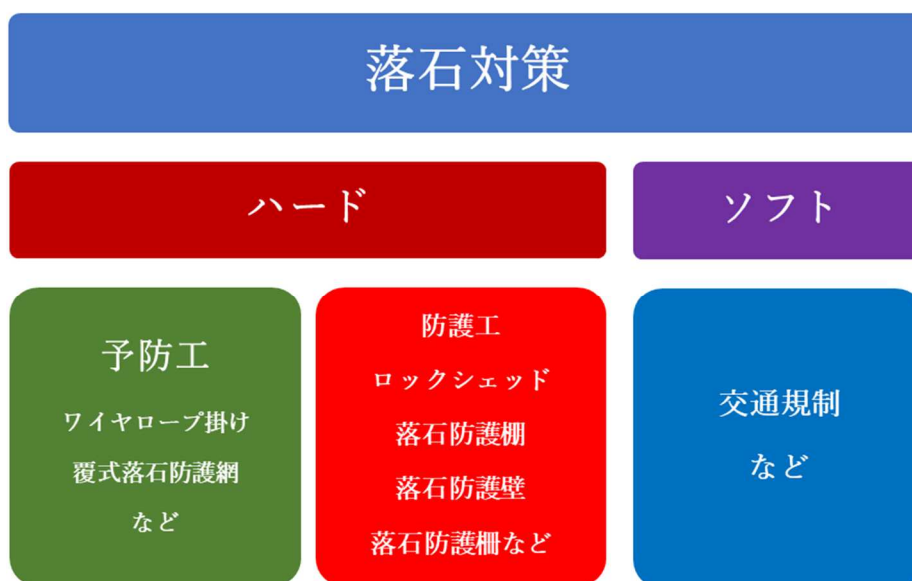 落石対策
ハード
ソフト
予防工
ワイヤロープ掛け
覆式落石防護網
など
防護工
ロックシェッド
落石防護棚
落石防護壁
落石防護柵など
交通規制
など